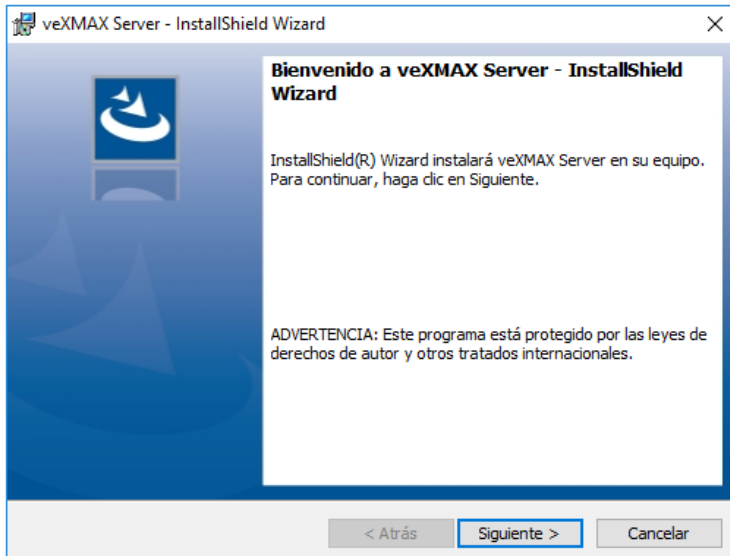 veXMAX Server - InstallShield Wizard
Bienvenido a veXMAX Server - InstallShield
Wizard
InstallShield(R) Wizard instalará veXMAX Server en su equipo.
Para continuar, haga clic en Siguiente.
ADVERTENCIA: Este programa está protegido por las leyes de
derechos de autor y otros tratados internacionales.
< Atrás
Siguiente >
Cancelar